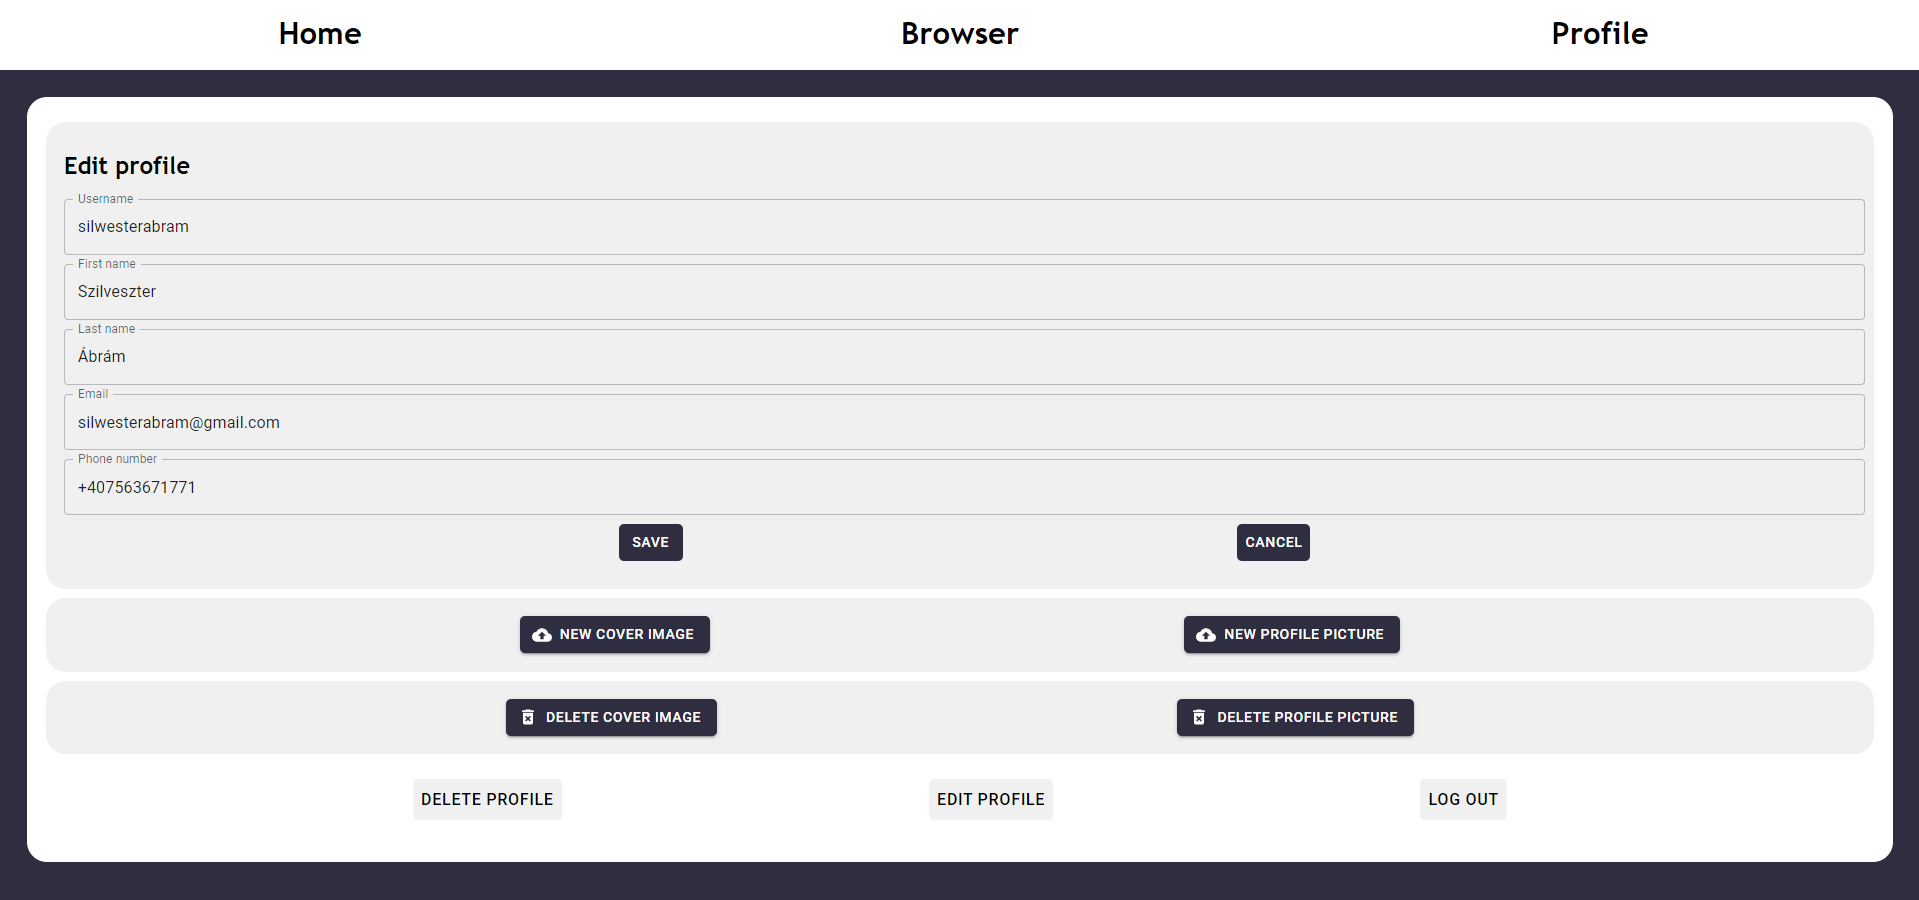 Home Browser Profile
Edit profile
Username
silwesterabram
First name
Szilveszter
Last name
Ábrám
Email
silwesterabram@gmail.com
Phone number
+407563671771
SAVE CANCEL
NEW COVER IMAGE NEW PROFILE PICTURE
DELETE COVER IMAGE DELETE PROFILE PICTURE
DELETE PROFILE EDIT PROFILE LOG OUT